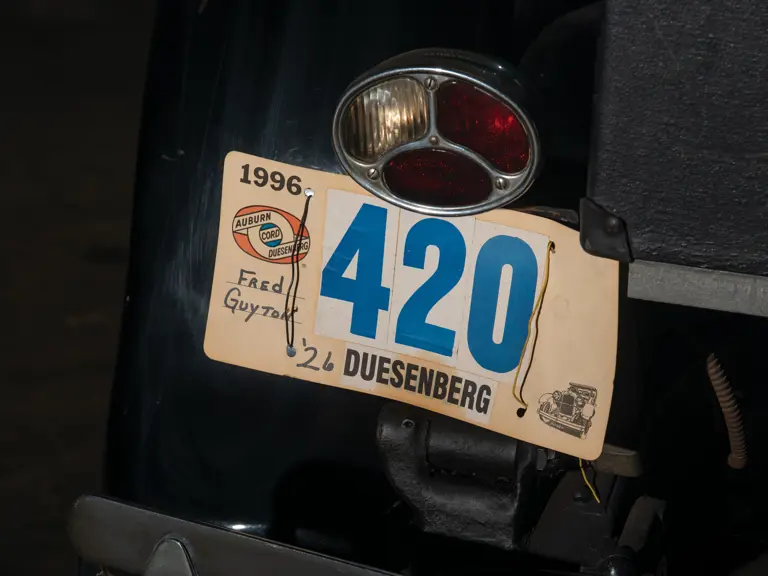 1996
AUBURN
CORD
DUESENBERG
FRED
GUYTON
420
'26 DUESENBERG